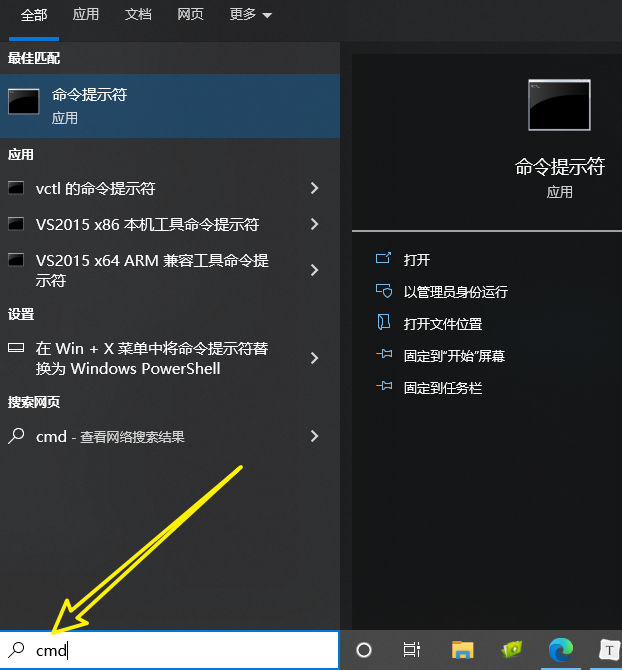 全部 应用 文档 网页 更多
最佳匹配
命令提示符
应用
应用
vctl 的命令提示符
VS2015 x86 本机工具命令提示符
VS2015 x64 ARM 兼容工具命令提
示符
设置
在 Win + X 菜单中将命令提示符替
换为 Windows PowerShell
搜索网页
cmd - 查看网络搜索结果
命令提示符
应用
打开
以管理员身份运行
打开文件位置
固定到"开始"屏幕
固定到任务栏
cmd
T